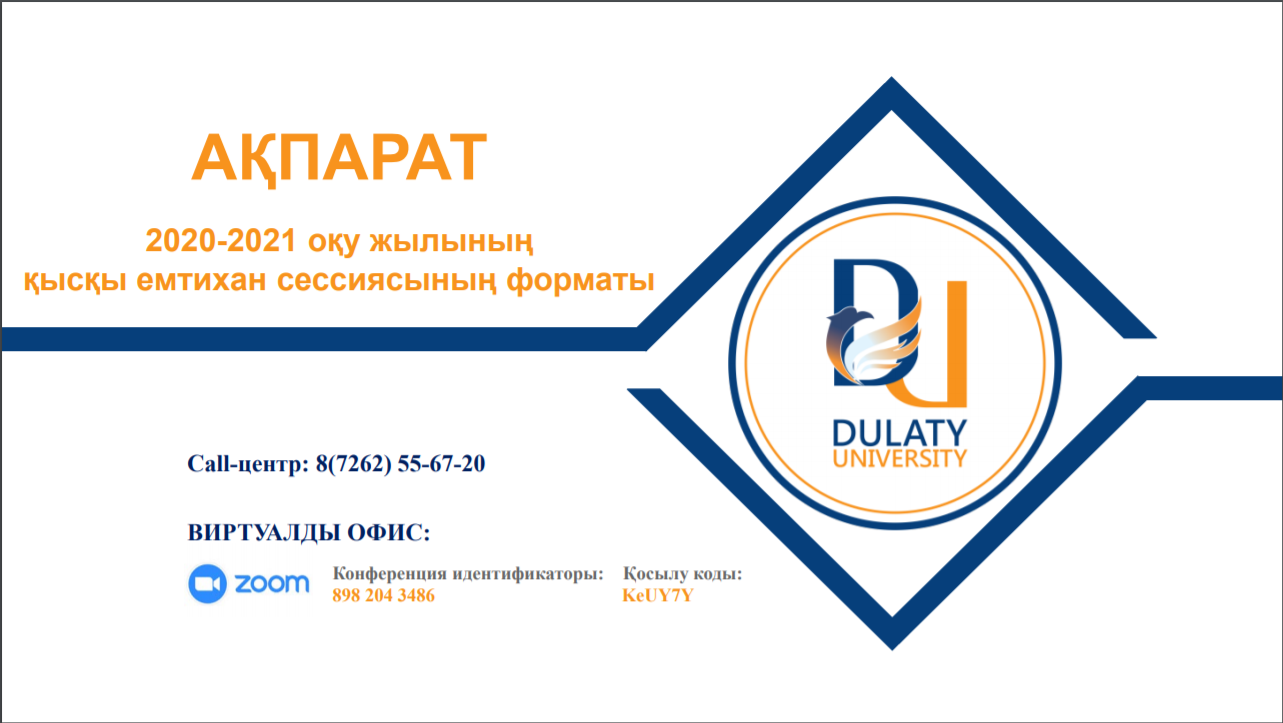 АҚПАРАТ
2020-2021 оқу жылының
қысқы емтихан сессиясының форматы
DU
DULATY
UNIVERSITY
Call-центр: 8(7262) 55-67-20
ВИРТУАЛДЫ ОФИС:
zoom
Конференция идентификаторы: Қосылу коды:
898 204 3486 KeUY7Y